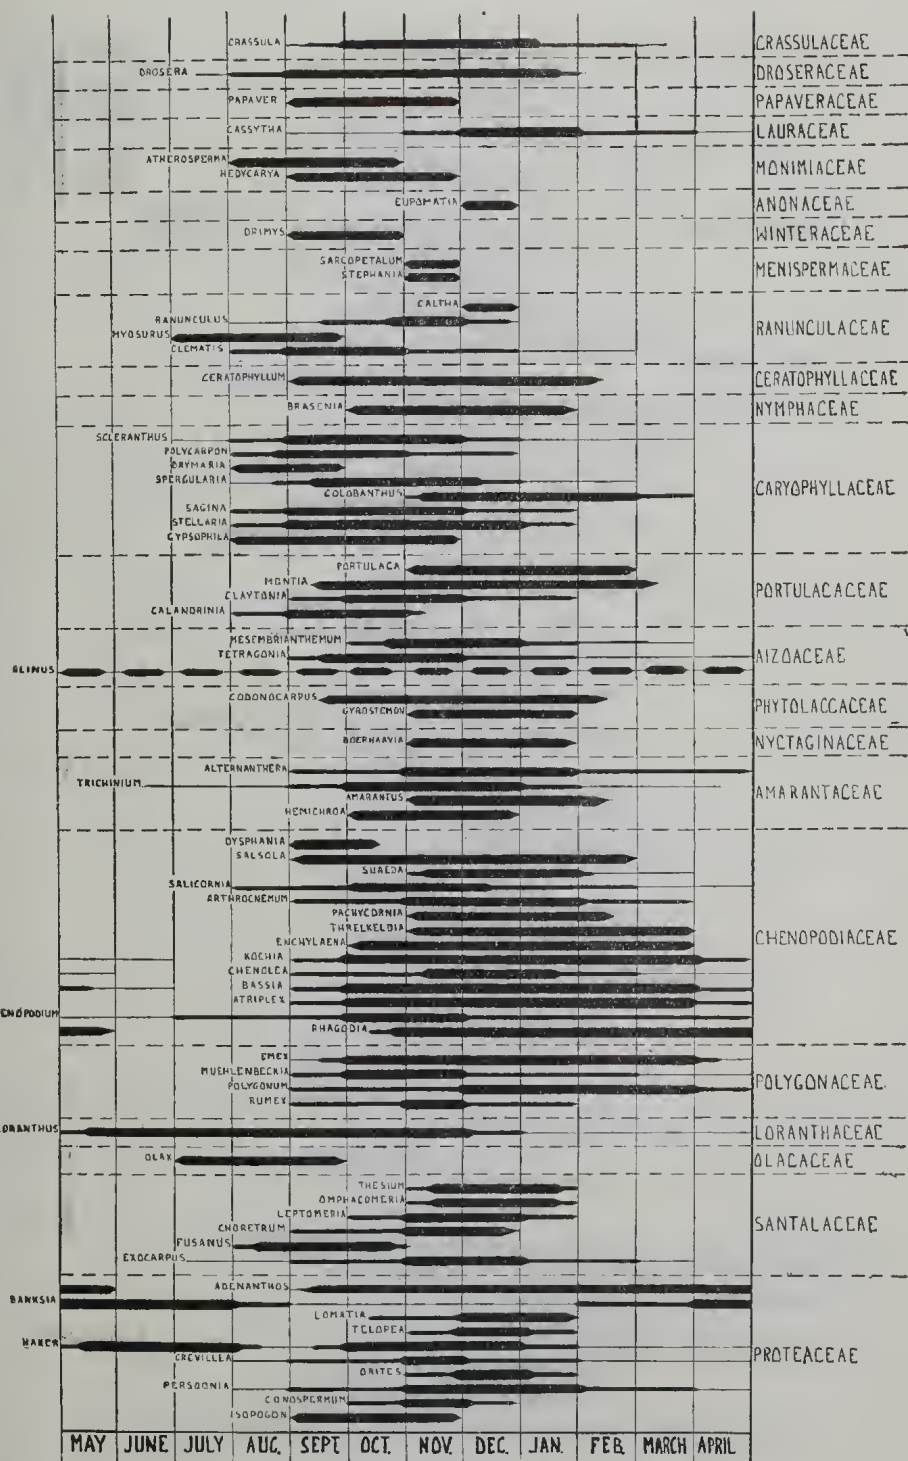 CRASSULA CRASSULACEAE
DROSERA DROSERACEAE
PAPAVER PAPAVERACEAE
CASSYTHA LAURACEAE
ATHEROSPERMA
HEDYCARYA MONIMIACEAE
EUPOMATIA ANONACEAE
DRIMYS WINTERACEAE
SARCOPETALUM
STEPHANIA MENISPERMACEAE
CALTHA
RANUNCULUS RANUNCULACEAE
MYOSURUS
CLEMATIS
CERATOPHYLLUM CERATOPHYLLACEAE
BRASENIA NYMPHACEAE
SCLERANTHUS
POLYCARPON
DRYMARIA
SPERGULARIA CARYOPHYLLACEAE
COLOBANTHUS
SAGINA
STELLARIA
GYPSOPHILA
PORTULACA
MONTIA PORTULACACEAE
CLAYTONIA
CALANDRINIA
MESEMBRIANTHEMUM
TETRAGONIA AIZOACEAE
GLINUS
CODONOCARPUS PHYTOLACCACEAE
GYROSTEMON
BOERHAAVIA NYCTAGINACEAE
ALTERNANTHERA
TRICHINIUM AMARANTACEAE
AMARANTUS
HEMICHROA
DYSPHANIA
SALSOLA
SUAEDA
SALICORNIA
ARTHROCNEMUM
PACHYCORNIA
THRELKELDIA CHENOPODIACEAE
ENCHYLAENA
KOCHIA
CHENOLEA
BASSIA
ATRIPLEX
ENOPODIUM
RHAGODIA
EMEX
MUEHLENBECKIA POLYGONACEAE.
POLYGONUM
RUMEX
ORANTHUS LORANTHACEAE
OLAX OLACACEAE
THESIUM
OMPHACOMERIA
LEPTOMERIA SANTALACEAE
CHORETRUM
FUSANUS
EXOCARPUS
ADENANTHOS
BANKSIA
LOMATIA
TELOPEA
HAKEA PROTEACEAE
GREVILLEA
ORITES
PERSOONIA
CONOSPERMUM
ISOPOGON
MAY JUNE JULY AUG. SEPT. OCT. NOV. DEC. JAN. FEB. MARCH APRIL